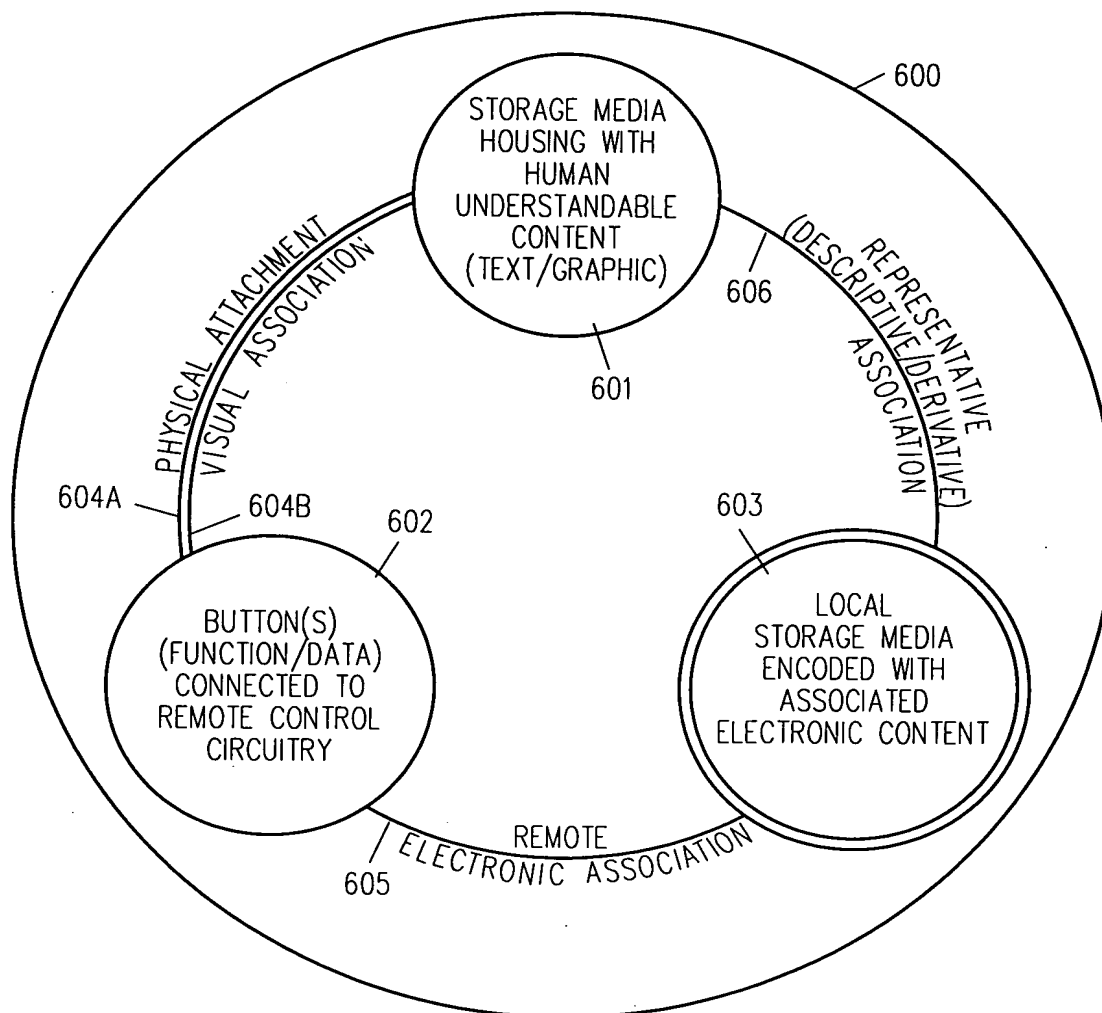 600
STORAGE MEDIA
HOUSING WITH
HUMAN
UNDERSTANDABLE
CONTENT
(TEXT/GRAPHIC)
601
606
REPRESENTATIVE
(DESCRIPTIVE/DERIVATIVE)
ASSOCIATION
PHYSICAL ATTACHMENT
VISUAL ASSOCIATION
604A
604B
602
603
BUTTON(S)
(FUNCTION/DATA)
CONNECTED TO
REMOTE CONTROL
CIRCUITRY
LOCAL
STORAGE MEDIA
ENCODED WITH
ASSOCIATED
ELECTRONIC CONTENT
605
REMOTE
ELECTRONIC ASSOCIATION